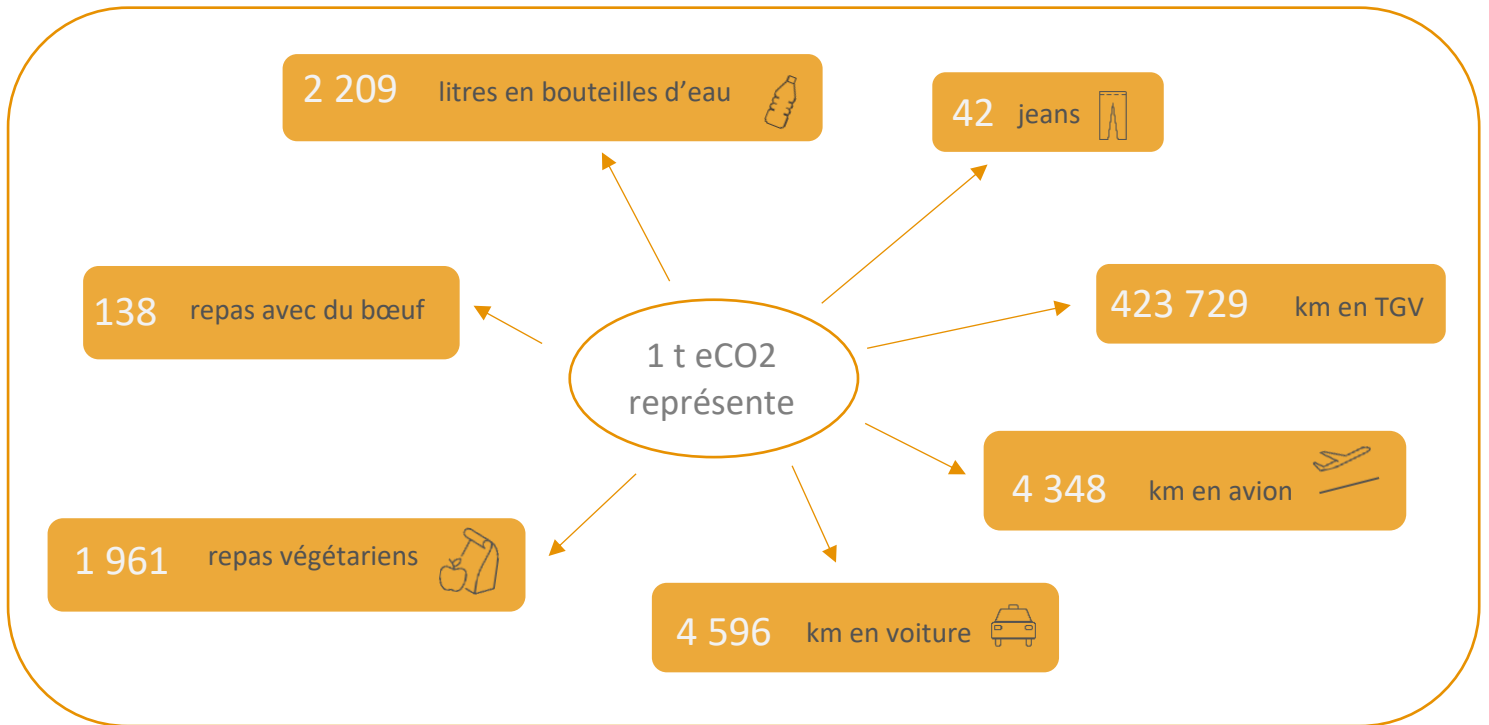 2 209 litres en bouteilles d’eau
42 jeans
138 repas avec du bœuf
423 729 km en TGV
1 t eCO2
représente
4 348 km en avion
1 961 repas végétariens
4 596 km en voiture